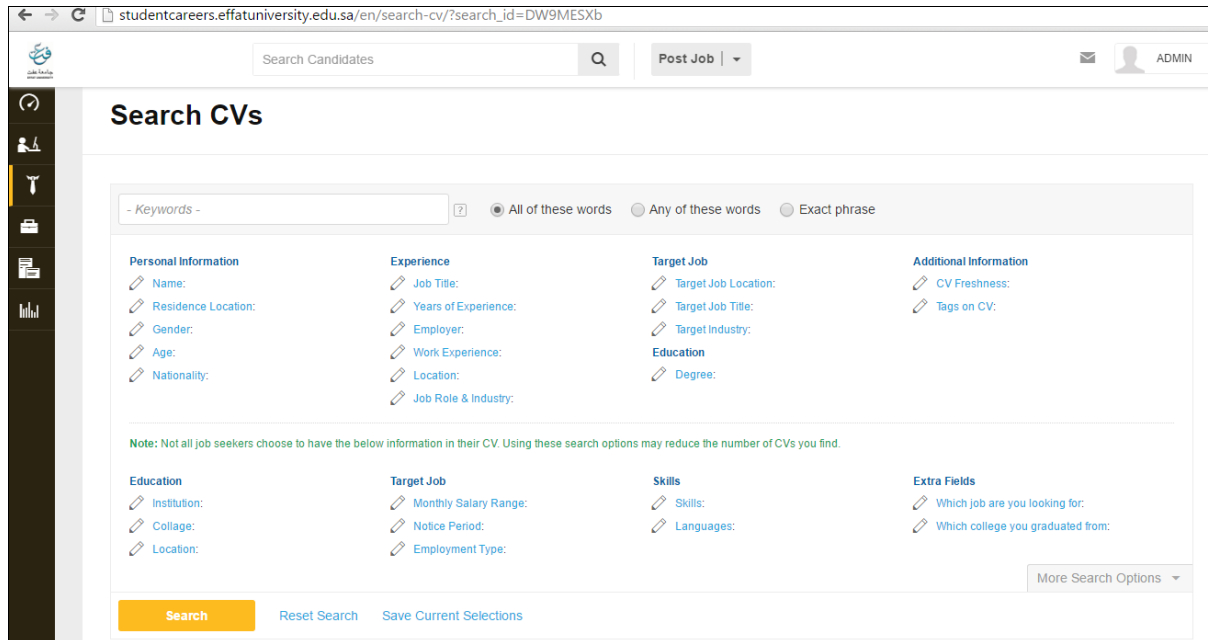 studentcareers.effatuniversity.edu.sa/en/search-cv/?search_id=DW9MESXb
Search Candidates
Post Job
ADMIN
Search CVs
- Keywords -
?
All of these words
Any of these words
Exact phrase
Personal Information
Name:
Residence Location:
Gender:
Age:
Nationality:
Experience
Job Title:
Years of Experience:
Employer:
Work Experience:
Location:
Job Role & Industry:
Target Job
Target Job Location:
Target Job Title:
Target Industry:
Education
Degree:
Additional Information
CV Freshness:
Tags on CV:
Note: Not all job seekers choose to have the below information in their CV. Using these search options may reduce the number of CVs you find.
Education
Institution:
Collage:
Location:
Target Job
Monthly Salary Range:
Notice Period:
Employment Type:
Skills
Skills:
Languages:
Extra Fields
Which job are you looking for:
Which college you graduated from:
More Search Options
Search
Reset Search
Save Current Selections